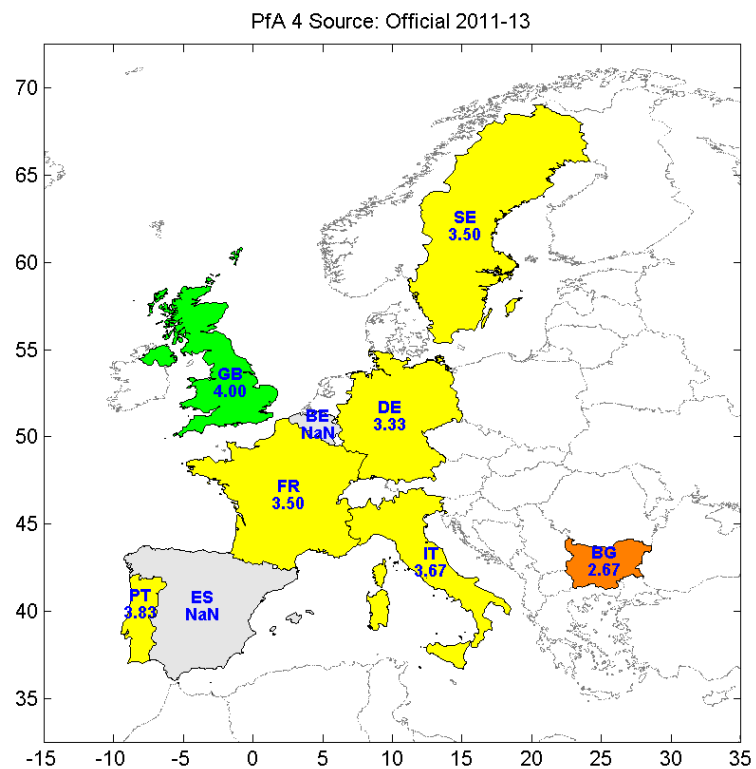 PfA 4 Source: Official 2011-13
70
65
60
55
50
45
40
35
SE
3.50
GB
4.00
DE
3.33
BE
NaN
FR
3.50
IT
3.67
BG
2.67
PT
3.83
ES
NaN
-15 -10 -5 0 5 10 15 20 25 30 35